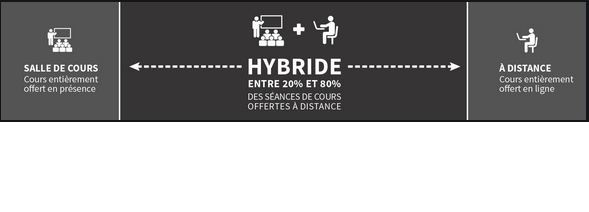 SALLE DE COURS
Cours entièrement
offert en présence
HYBRIDE
ENTRE 20% ET 80%
DES SÉANCES DE COURS
OFFERTES À DISTANCE
À DISTANCE
Cours entièrement
offert en ligne